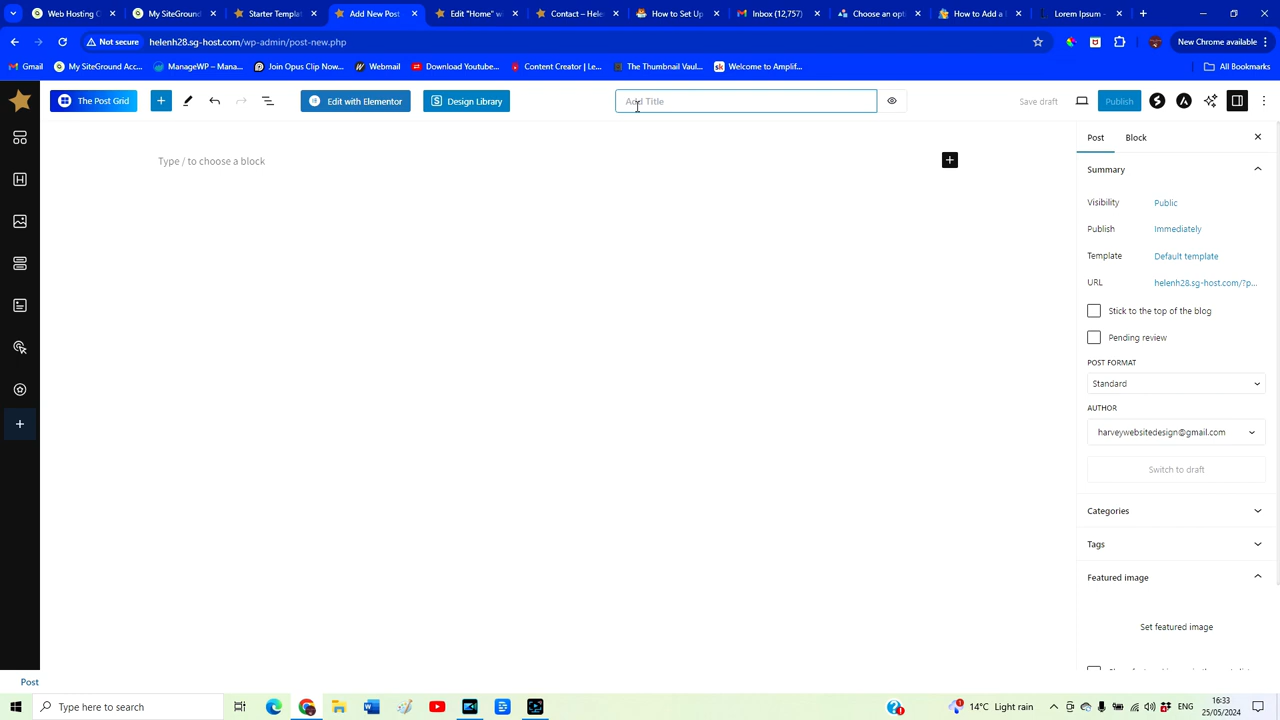 Web Hosting C
My SiteGround
Starter Templat
Add New Post
Edit "Home" w
Contact – Hele
How to Set Up
Inbox (12,757)
Choose an opti
How to Add a
Lorem Ipsum -
Not secure
helenh28.sg-host.com/wp-admin/post-new.php
New Chrome available
Gmail
My SiteGround Acc...
ManageWP – Mana...
Join Opus Clip Now...
Webmail
Download Youtube...
Content Creator | Le...
The Thumbnail Vaul...
Welcome to Amplif...
All Bookmarks
The Post Grid
Edit with Elementor
Design Library
Add Title
Save draft
Publish
Type / to choose a block
Post
Block
Summary
Visibility
Public
Publish
Immediately
Template
Default template
URL
helenh28.sg-host.com/?p...
Stick to the top of the blog
Pending review
POST FORMAT
Standard
AUTHOR
harveywebsitedesign@gmail.com
Switch to draft
Categories
Tags
Featured image
Set featured image
Post
Type here to search
14°C Light rain
ENG
16:33
25/05/2024